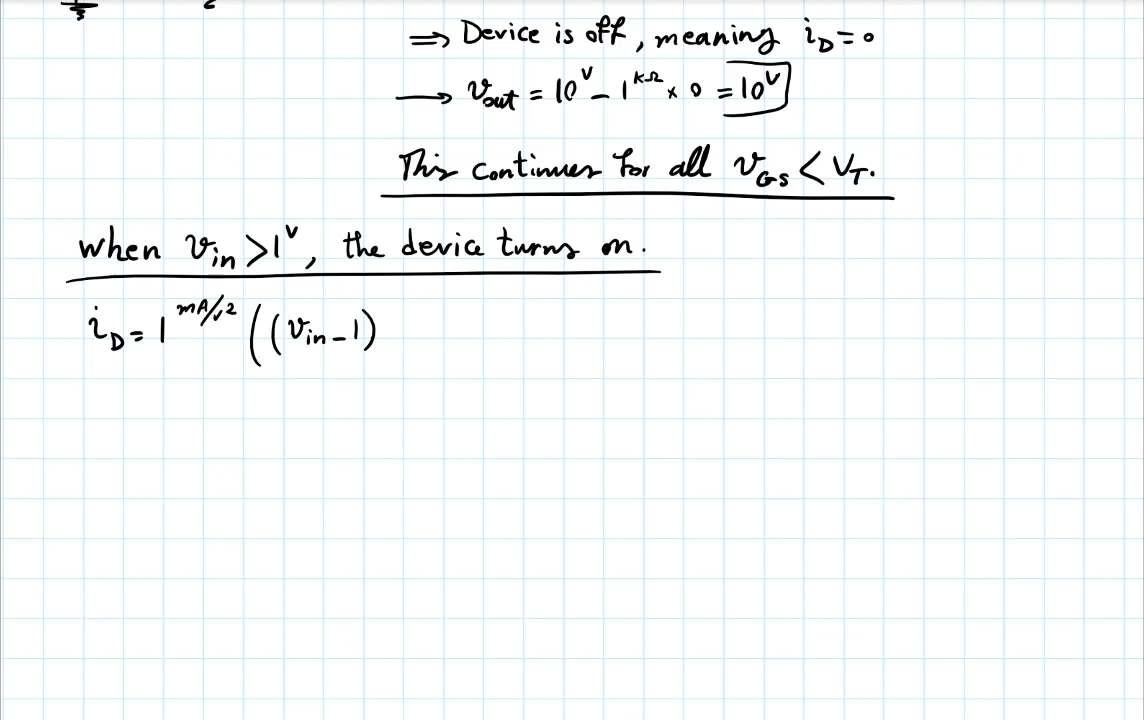 ⇒ Device is off, meaning i_D = 0
→ v_out = 10^V - 1^kΩ × 0 = 10^V
This continues for all v_GS < V_T.
when v_in > 1^V, the device turns on.
i_D = 1^mA/V² ((v_in - 1)